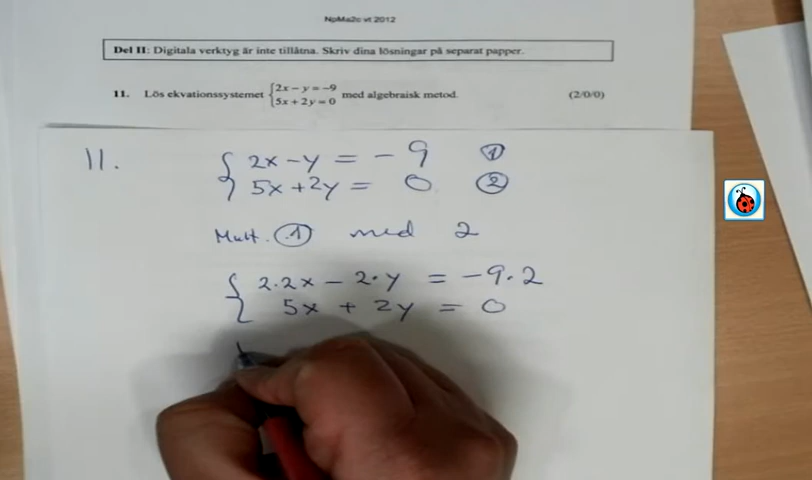 NpMa2c vt 2012
Del II: Digitala verktyg är inte tillåtna. Skriv dina lösningar på separat papper.
11. Lös ekvationssystemet {2x − y = −9 med algebraisk metod. (2/0/0)
5x + 2y = 0
11. { 2x − y = − 9 ①
5x + 2y = 0 ②
Mult. ① med 2
{ 2·2x − 2·y = −9·2
5x + 2y = 0